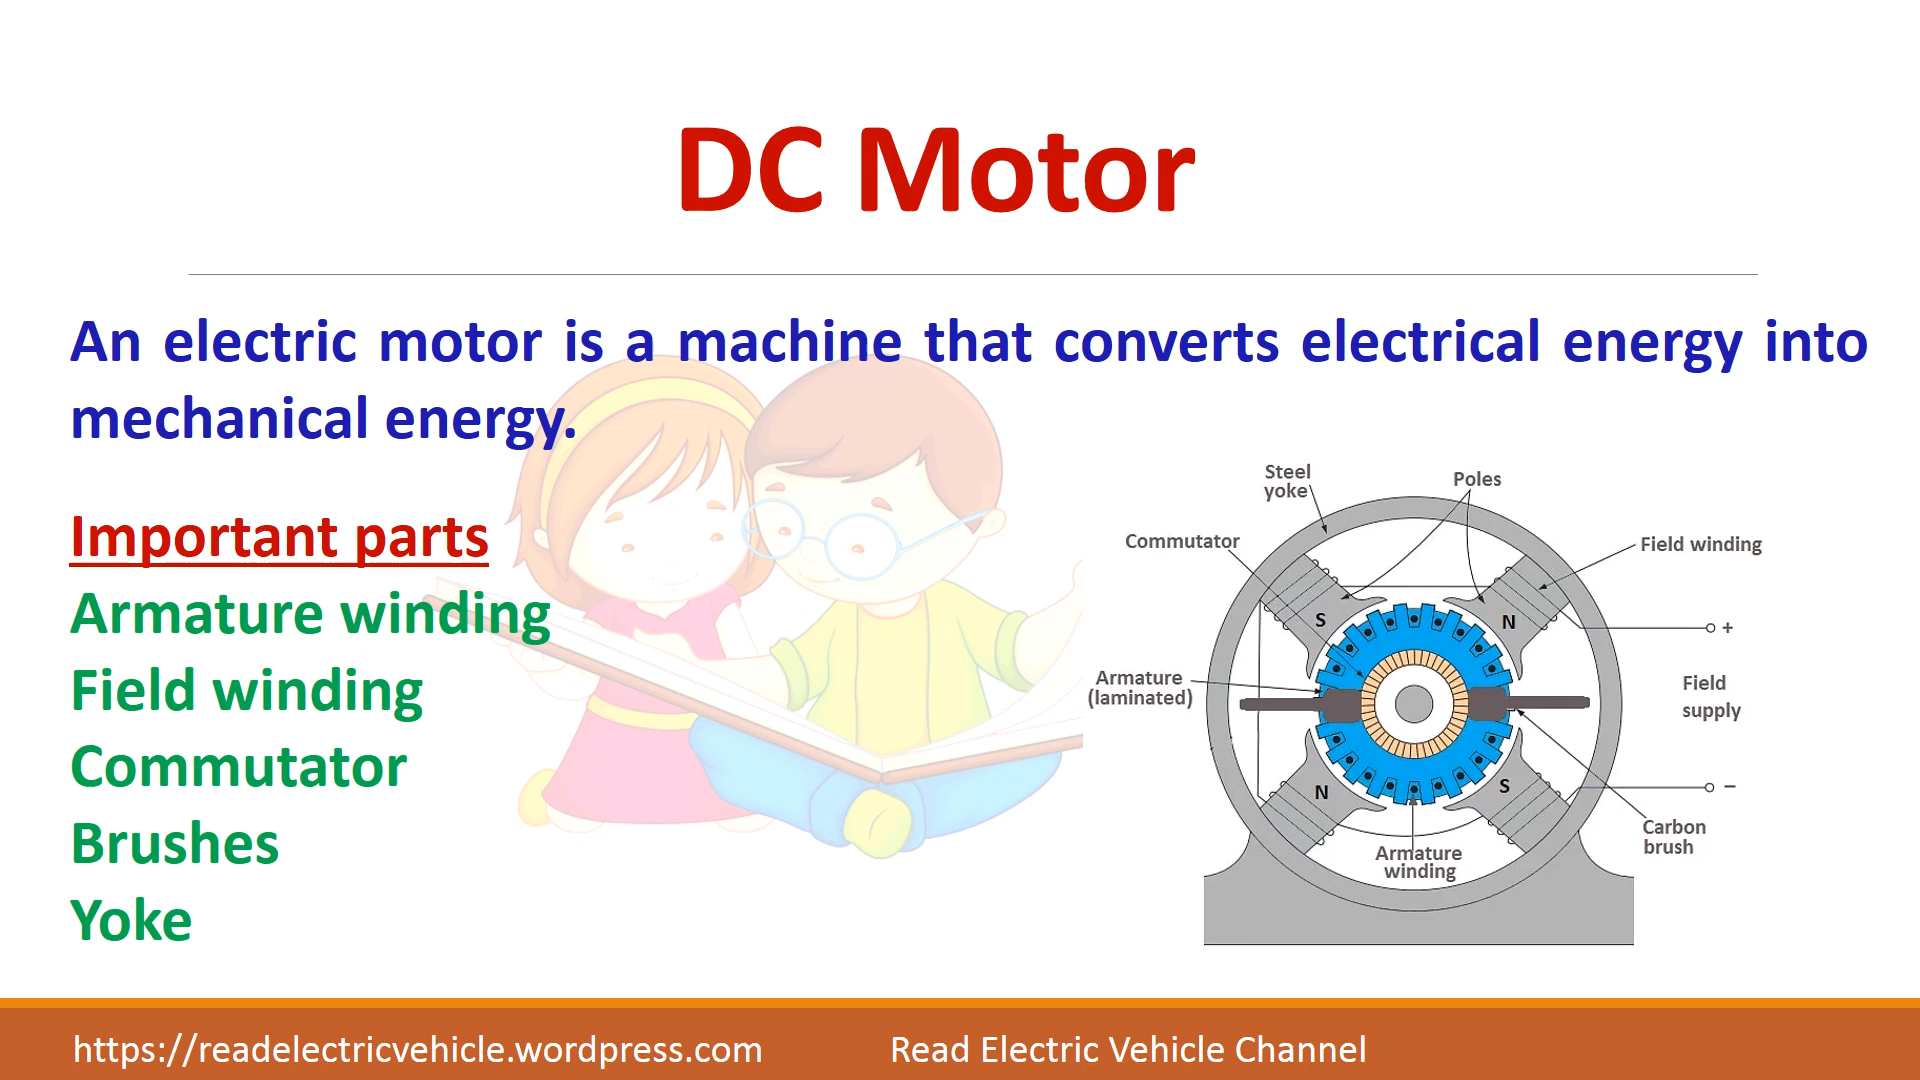 DC Motor
An electric motor is a machine that converts electrical energy into
mechanical energy.
Important parts
Armature winding
Field winding
Commutator
Brushes
Yoke
Steel
yoke
Poles
Commutator
Field winding
S
N
+
Armature
(laminated)
Field
supply
N
S
−
Carbon
brush
Armature
winding
https://readelectricvehicle.wordpress.com
Read Electric Vehicle Channel